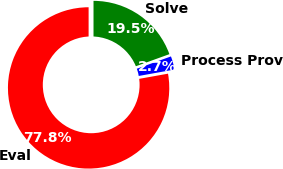 Solve
19.5%
Process Prov
2.7%
77.8%
Eval